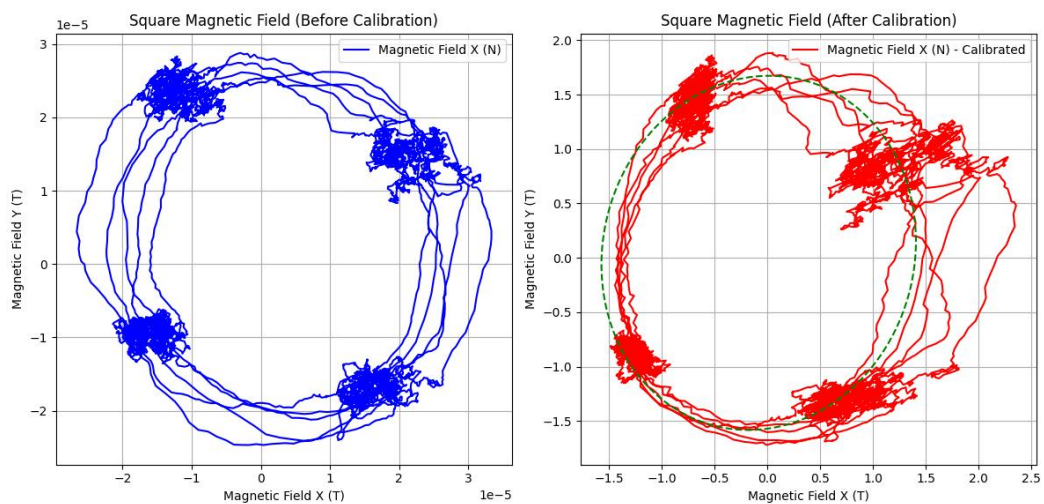 Square Magnetic Field (Before Calibration)
1e−5
Magnetic Field X (N)
3
2
1
0
−1
−2
Magnetic Field Y (T)
−2
−1
0
1
2
3
Magnetic Field X (T)
1e−5
Square Magnetic Field (After Calibration)
Magnetic Field X (N) - Calibrated
2.0
1.5
1.0
0.5
0.0
−0.5
−1.0
−1.5
Magnetic Field Y (T)
−1.5
−1.0
−0.5
0.0
0.5
1.0
1.5
2.0
2.5
Magnetic Field X (T)